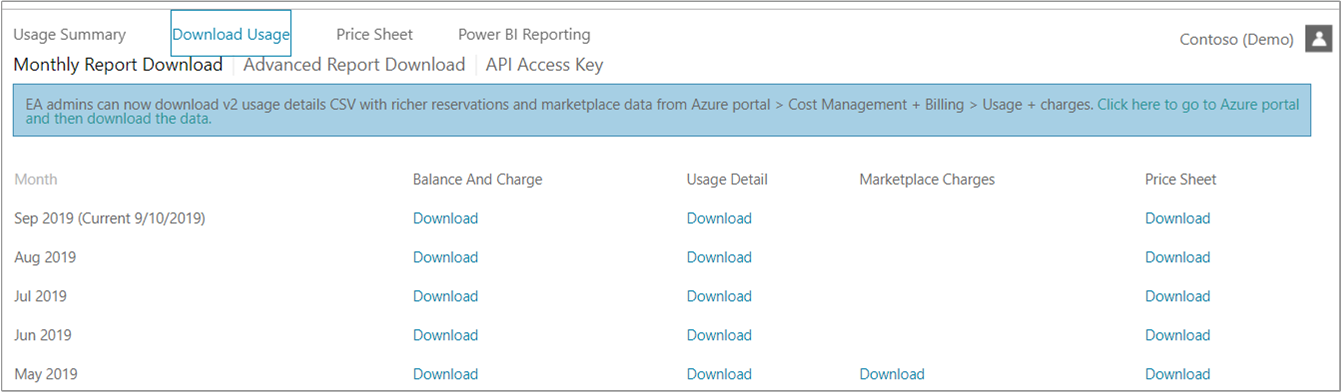 Usage Summary Download Usage Price Sheet Power BI Reporting
Contoso (Demo)
Monthly Report Download Advanced Report Download API Access Key
EA admins can now download v2 usage details CSV with richer reservations and marketplace data from Azure portal > Cost Management + Billing > Usage + charges. Click here to go to Azure portal
and then download the data.
Month Balance And Charge Usage Detail Marketplace Charges Price Sheet
Sep 2019 (Current 9/10/2019) Download Download Download
Aug 2019 Download Download Download
Jul 2019 Download Download Download
Jun 2019 Download Download Download
May 2019 Download Download Download Download